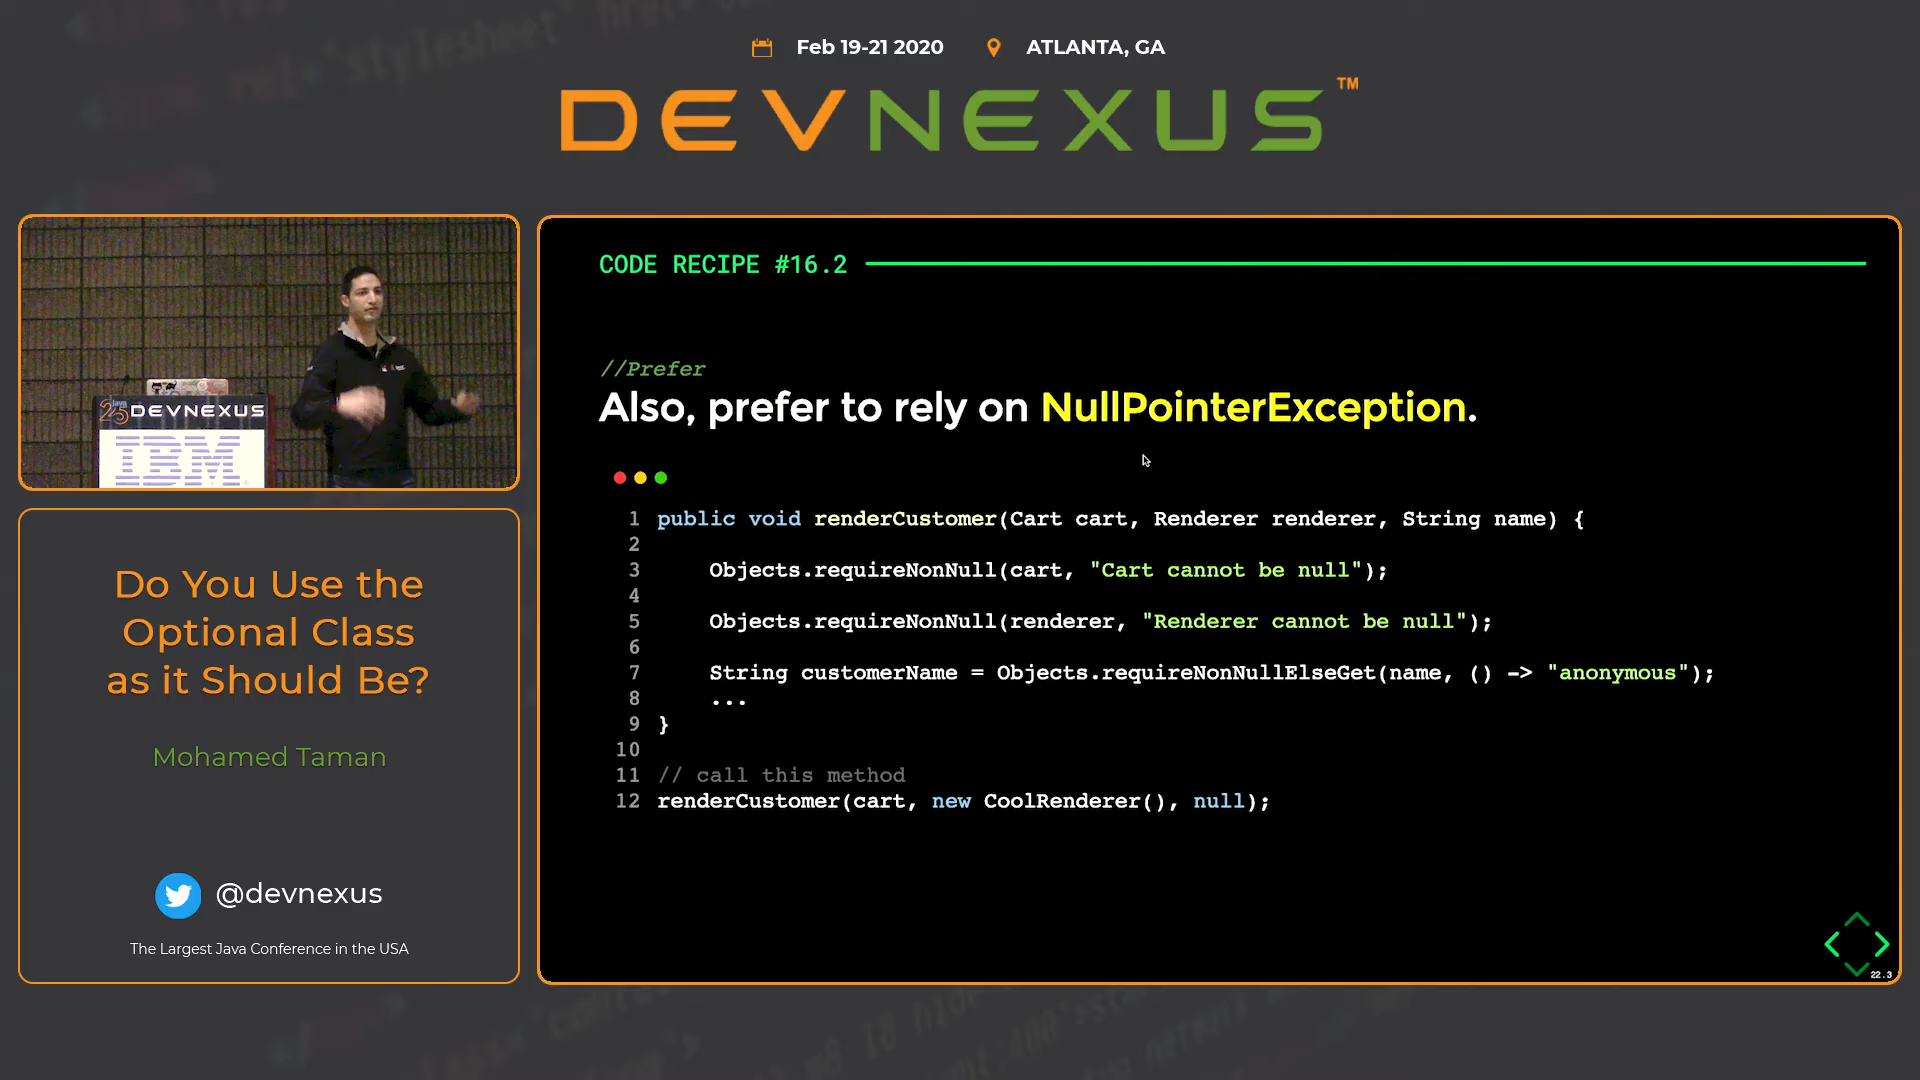 Feb 19-21 2020 ATLANTA, GA
DEVNEXUS™
25 Java DEVNEXUS
IBM
Do You Use the
Optional Class
as it Should Be?
Mohamed Taman
@devnexus
The Largest Java Conference in the USA
CODE RECIPE #16.2
//Prefer
Also, prefer to rely on NullPointerException.
1 public void renderCustomer(Cart cart, Renderer renderer, String name) {
2
3 Objects.requireNonNull(cart, "Cart cannot be null");
4
5 Objects.requireNonNull(renderer, "Renderer cannot be null");
6
7 String customerName = Objects.requireNonNullElseGet(name, () -> "anonymous");
8 ...
9 }
10
11 // call this method
12 renderCustomer(cart, new CoolRenderer(), null);
22.3